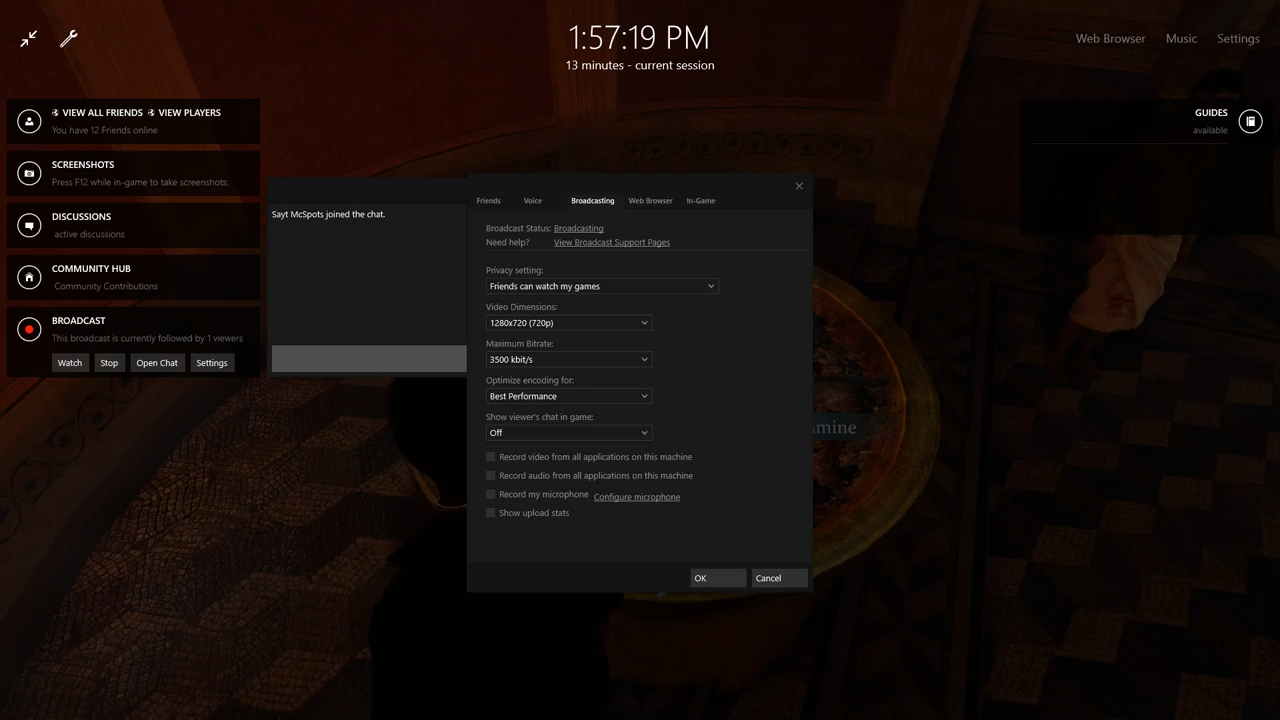 1:57:19 PM
13 minutes - current session
Web Browser Music Settings
VIEW ALL FRIENDS VIEW PLAYERS
You have 12 Friends online
SCREENSHOTS
Press F12 while in-game to take screenshots.
DISCUSSIONS
active discussions
COMMUNITY HUB
Community Contributions
BROADCAST
This broadcast is currently followed by 1 viewers
Watch Stop Open Chat Settings
Sayt McSpots joined the chat.
Friends Voice Broadcasting Web Browser In-Game
Broadcast Status: Broadcasting
Need help? View Broadcast Support Pages
Privacy setting:
Friends can watch my games
Video Dimensions:
1280x720 (720p)
Maximum Bitrate:
3500 kbit/s
Optimize encoding for:
Best Performance
Show viewer's chat in game:
Off
Record video from all applications on this machine
Record audio from all applications on this machine
Record my microphone Configure microphone
Show upload stats
OK Cancel
GUIDES
available